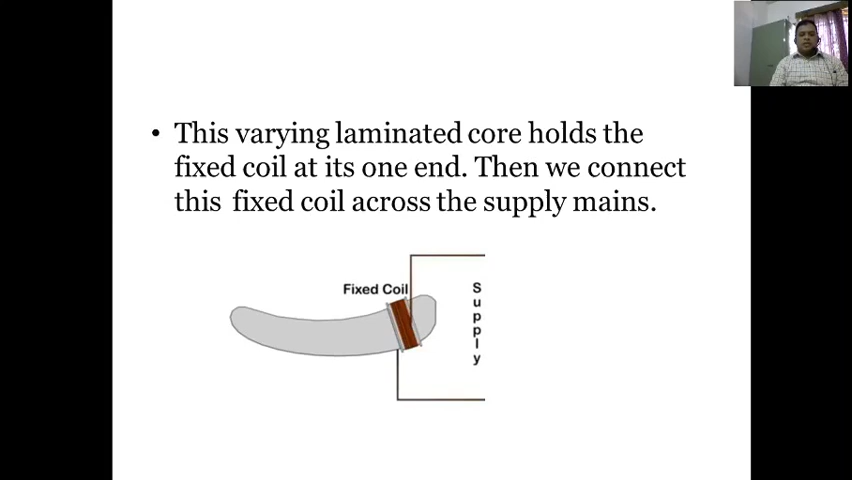 • This varying laminated core holds the
fixed coil at its one end. Then we connect
this fixed coil across the supply mains.
Fixed Coil
Supply